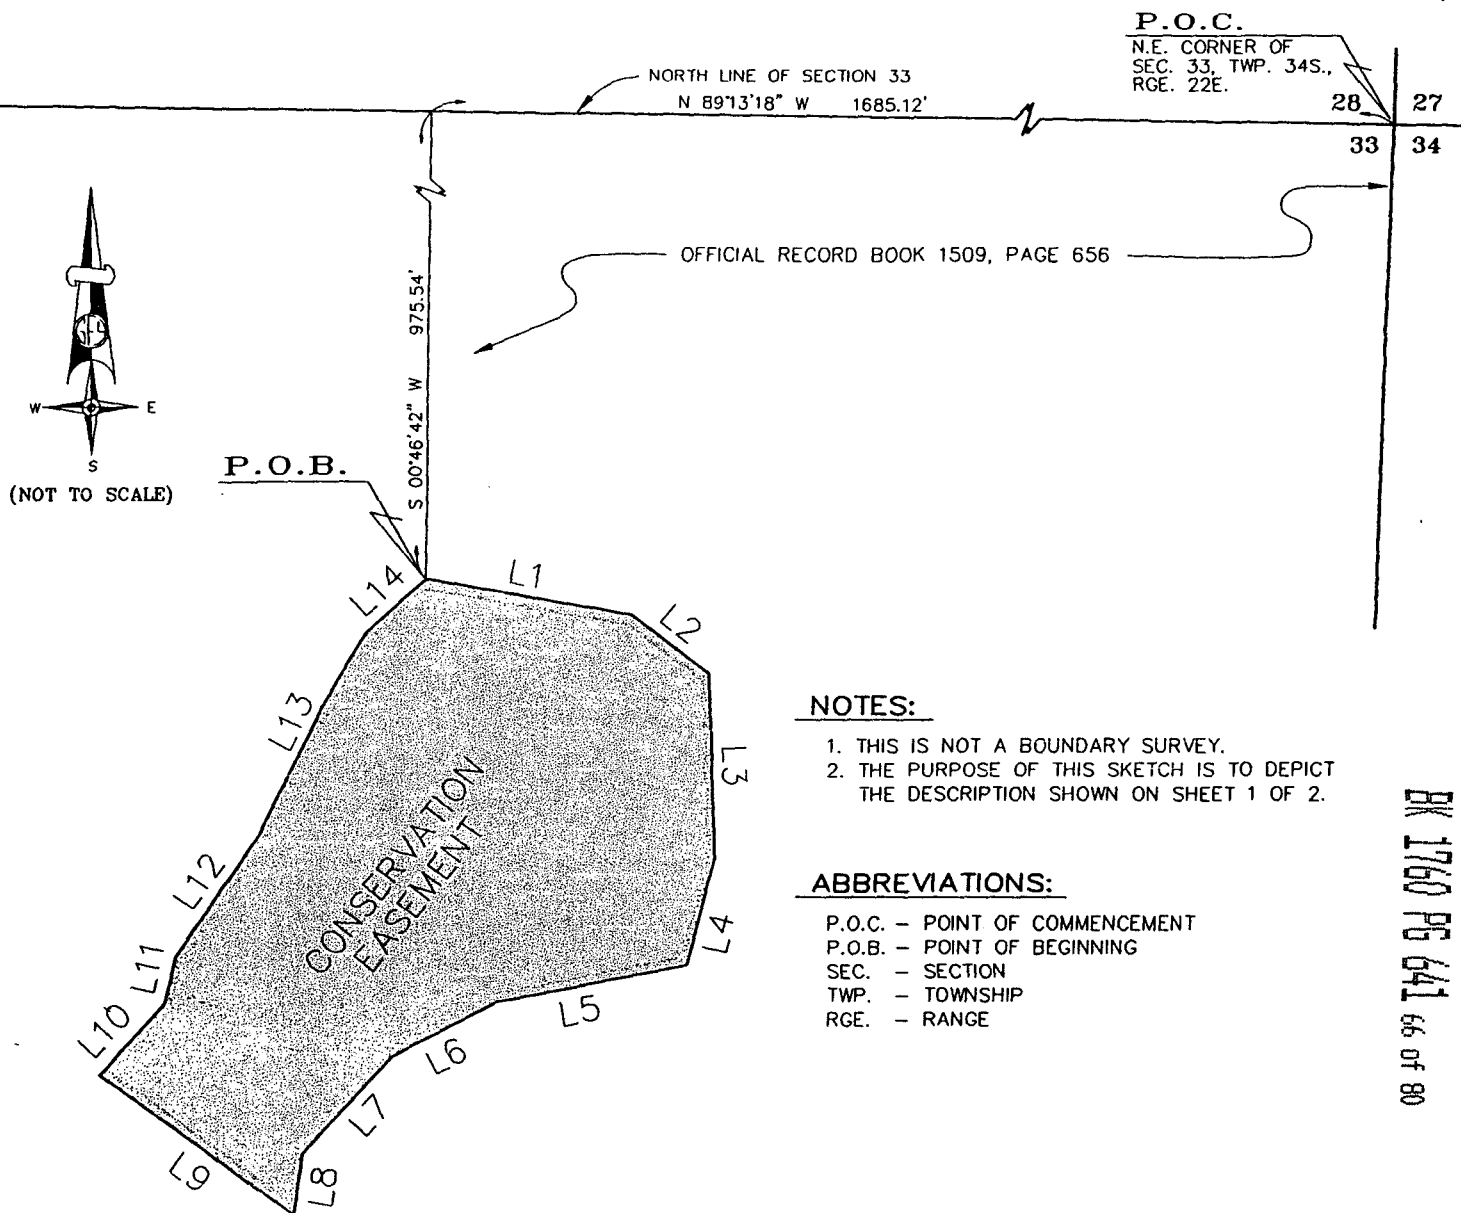 P.O.C.
N.E. CORNER OF
SEC. 33, TWP. 34S.,
RGE. 22E.
NORTH LINE OF SECTION 33
N 89°13'18" W 1685.12'
28 27
33 34
OFFICIAL RECORD BOOK 1509, PAGE 656
S 00°46'42" W 975.54'
W E
S
(NOT TO SCALE)
P.O.B.
L1
L2
L3
L4
L5
L6
L7
L8
L9
L10
L11
L12
L13
L14
CONSERVATION
EASEMENT
NOTES:
1. THIS IS NOT A BOUNDARY SURVEY.
2. THE PURPOSE OF THIS SKETCH IS TO DEPICT
THE DESCRIPTION SHOWN ON SHEET 1 OF 2.
ABBREVIATIONS:
P.O.C. – POINT OF COMMENCEMENT
P.O.B. – POINT OF BEGINNING
SEC. – SECTION
TWP. – TOWNSHIP
RGE. – RANGE
BK 1760 PG 641 66 of 80